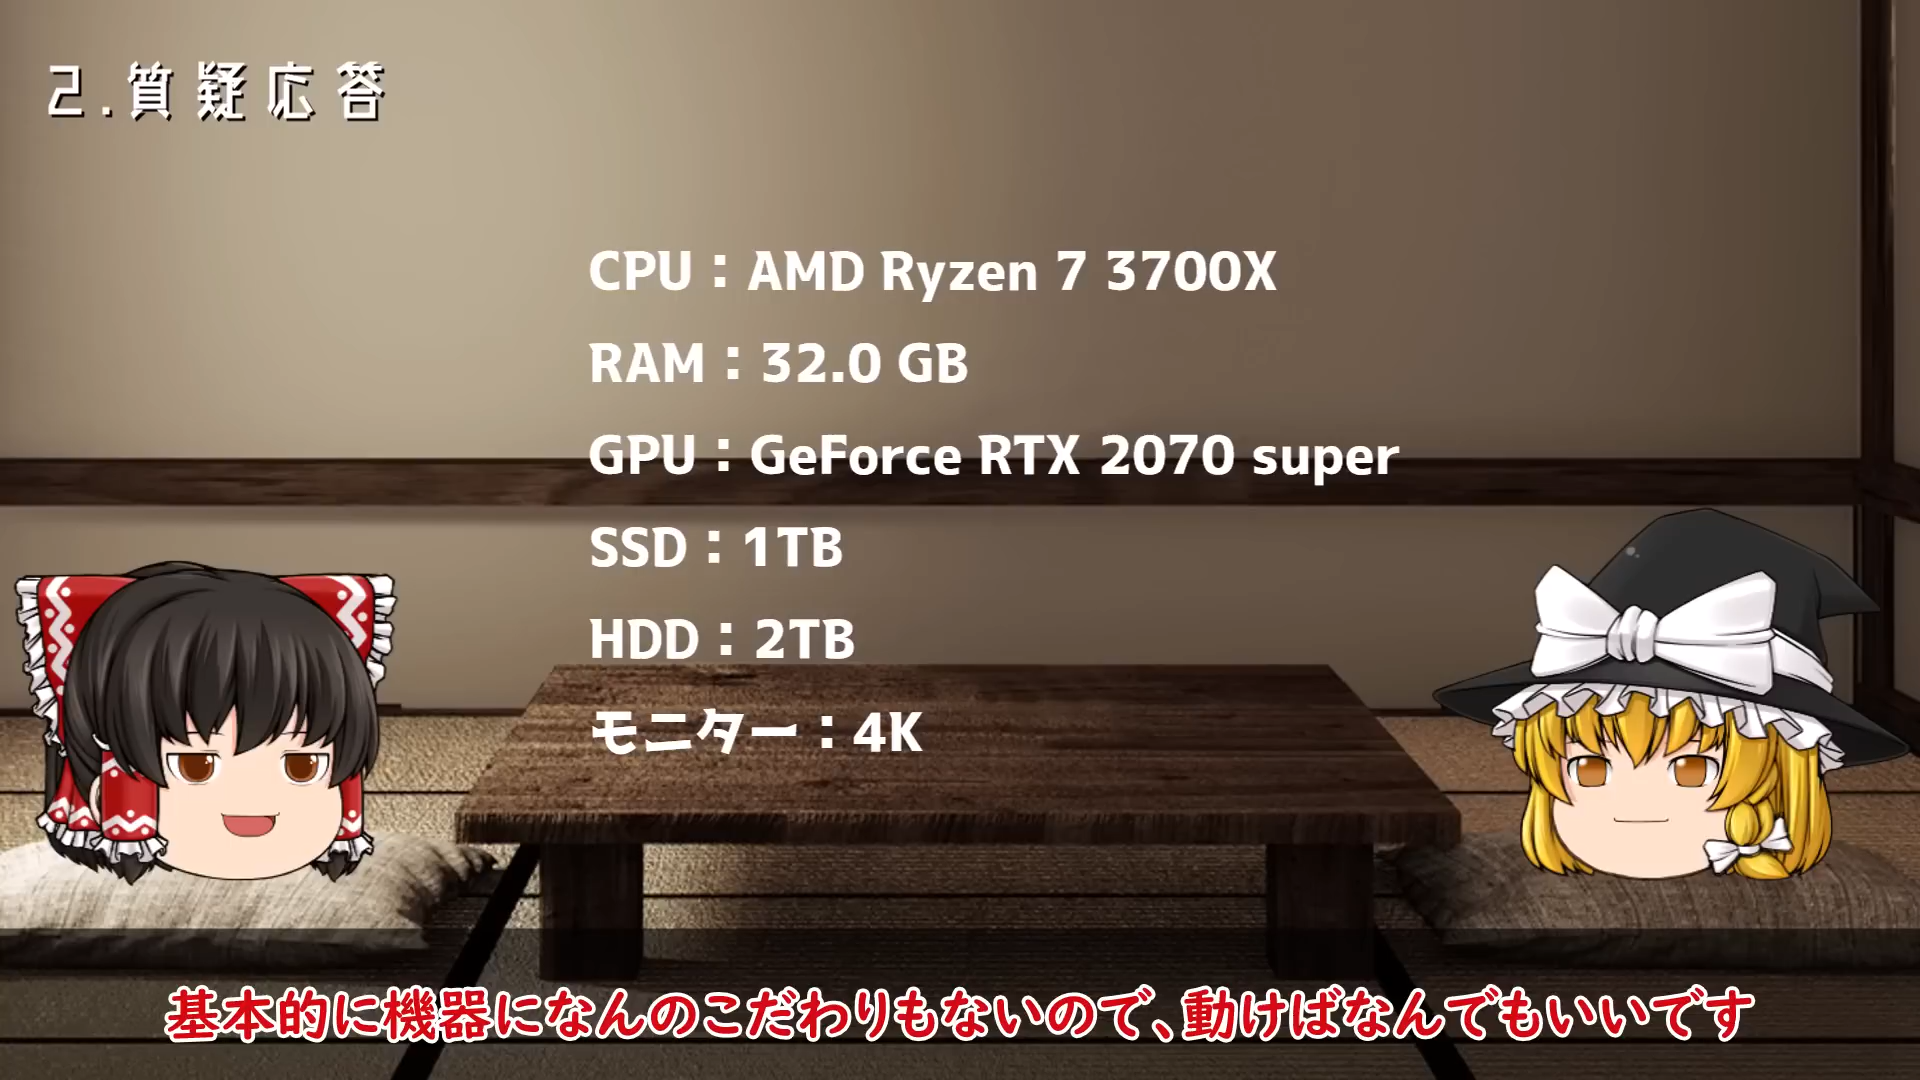 2.質疑応答
CPU：AMD Ryzen 7 3700X
RAM：32.0 GB
GPU：GeForce RTX 2070 super
SSD：1TB
HDD：2TB
モニター：4K
基本的に機器になんのこだわりもないので、動けばなんでもいいです